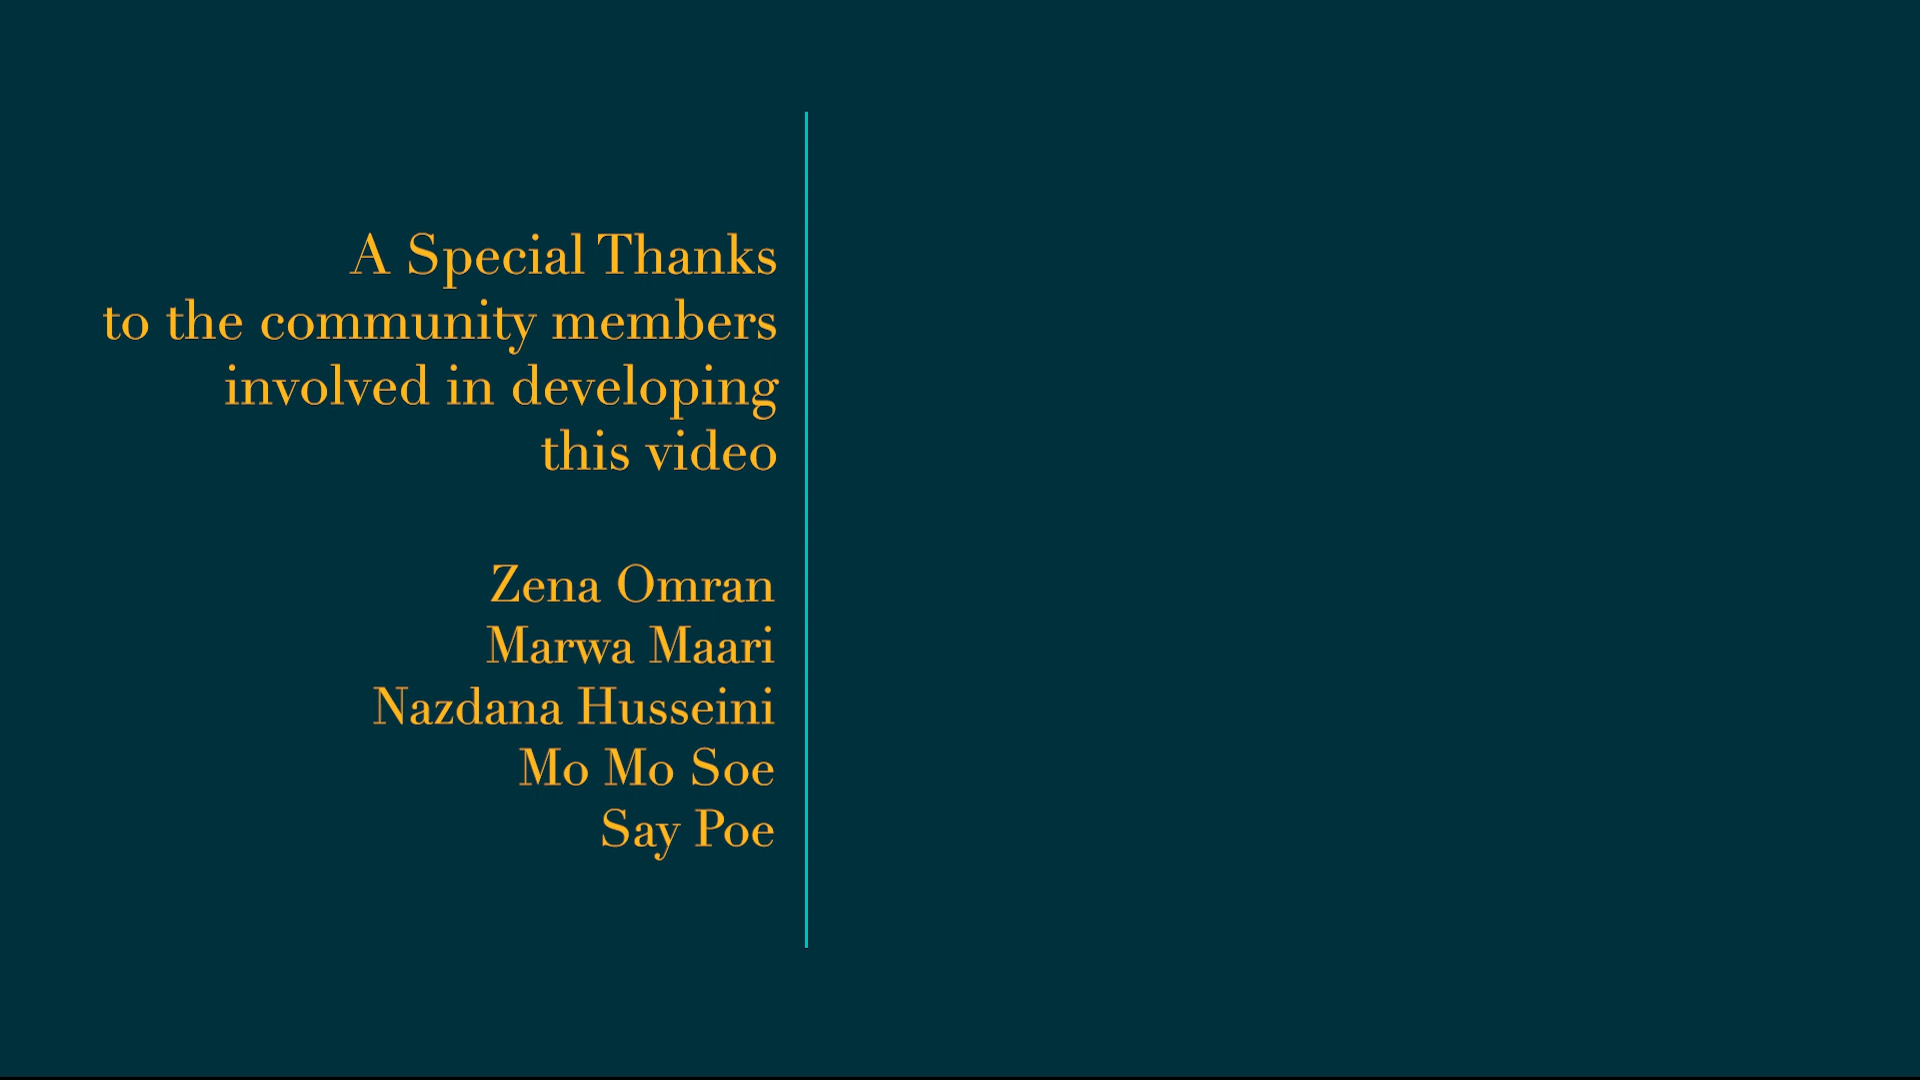 A Special Thanks
to the community members
involved in developing
this video
Zena Omran
Marwa Maari
Nazdana Husseini
Mo Mo Soe
Say Poe